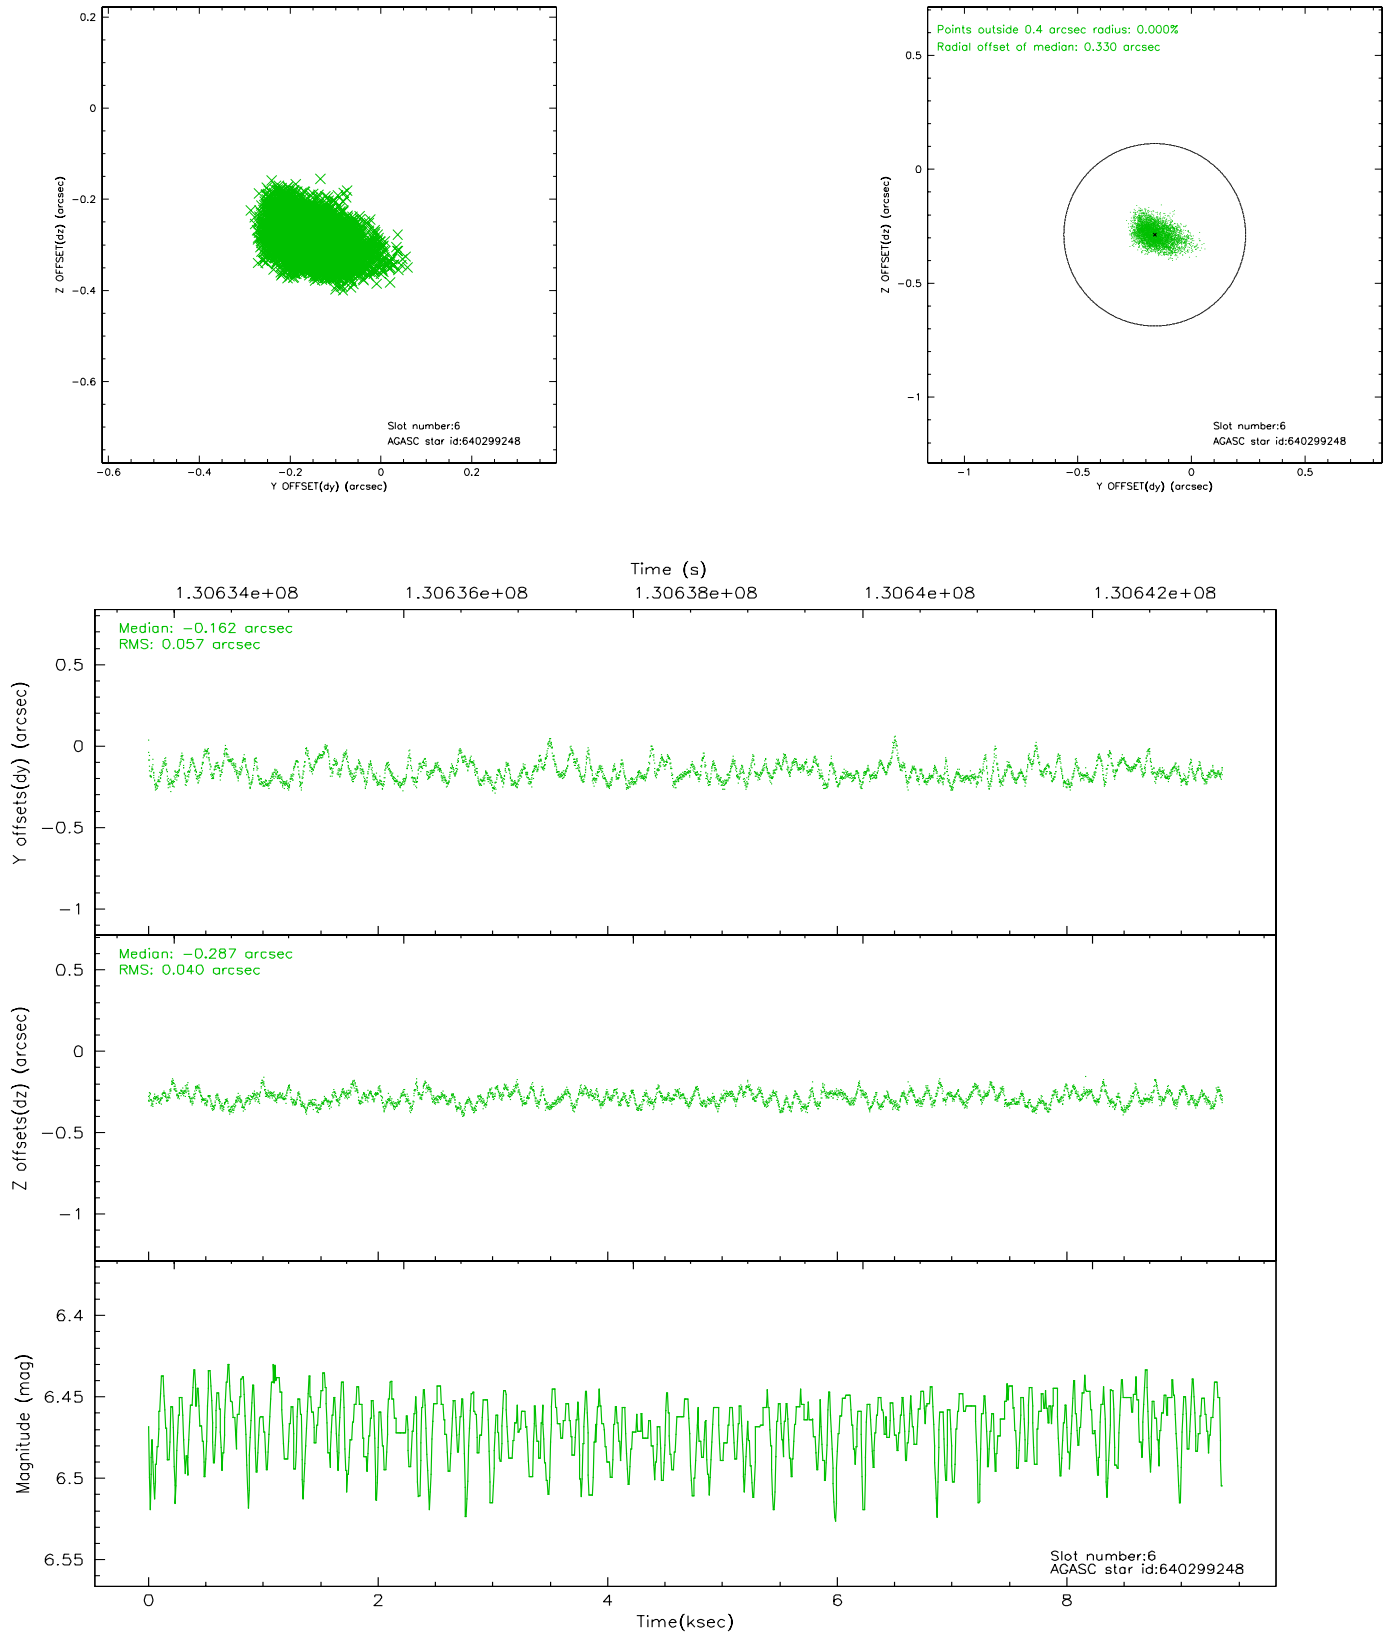 0.2
0
-0.2
-0.4
-0.6
Z OFFSET(dz) (arcsec)
Slot number:6
AGASC star id:640299248
-0.6 -0.4 -0.2 0 0.2
Y OFFSET(dy) (arcsec)
Points outside 0.4 arcsec radius: 0.000%
Radial offset of median: 0.330 arcsec
0.5
0
-0.5
-1
Z OFFSET(dz) (arcsec)
Slot number:6
AGASC star id:640299248
-1 -0.5 0 0.5
Y OFFSET(dy) (arcsec)
Time (s)
1.30634e+08 1.30636e+08 1.30638e+08 1.3064e+08 1.30642e+08
Median: -0.162 arcsec
RMS: 0.057 arcsec
0.5
0
-0.5
-1
Y offsets(dy) (arcsec)
Median: -0.287 arcsec
RMS: 0.040 arcsec
0.5
0
-0.5
-1
Z offsets(dz) (arcsec)
6.4
6.45
6.5
6.55
Magnitude (mag)
Slot number:6
AGASC star id:640299248
0 2 4 6 8
Time(ksec)